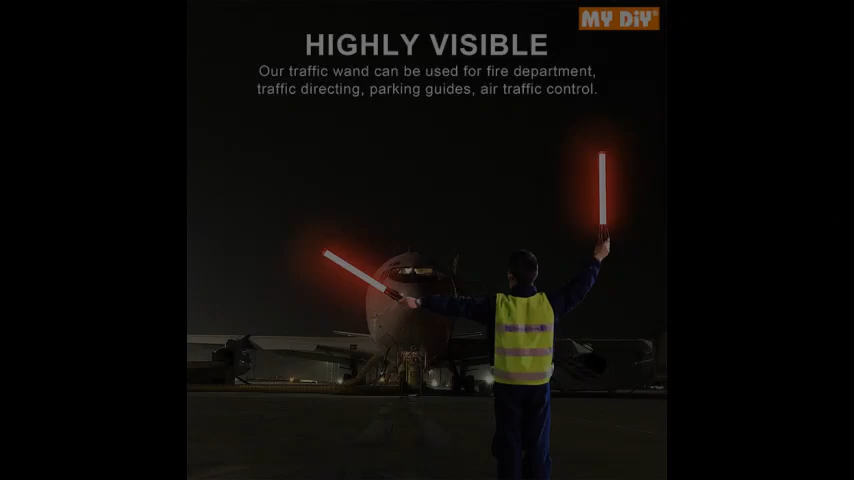 MY DiY
HIGHLY VISIBLE
Our traffic wand can be used for fire department,
traffic directing, parking guides, air traffic control.